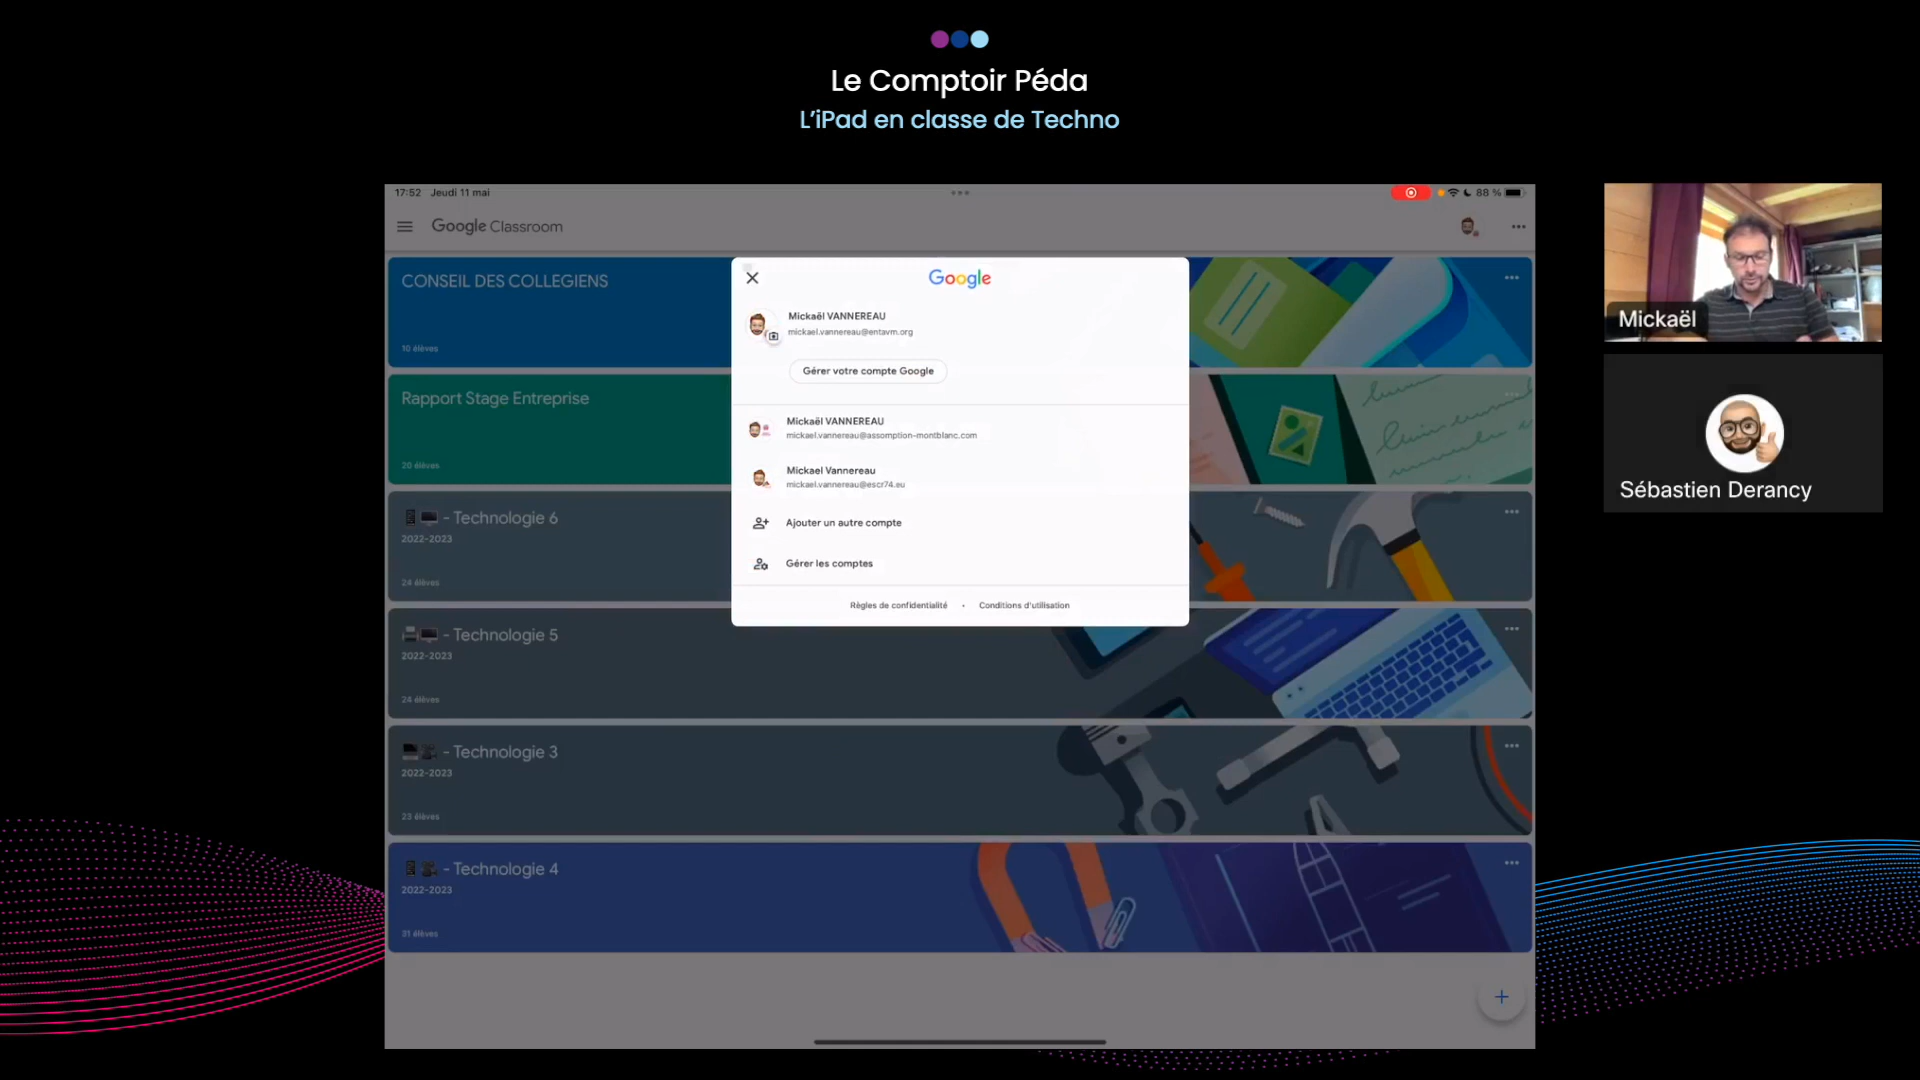 Le Comptoir Péda
L'iPad en classe de Techno
17:52 Jeudi 11 mai
88 %
Google Classroom
CONSEIL DES COLLEGIENS
10 élèves
Rapport Stage Entreprise
20 élèves
- Technologie 6
2022-2023
24 élèves
- Technologie 5
2022-2023
24 élèves
- Technologie 3
2022-2023
23 élèves
- Technologie 4
2022-2023
31 élèves
Google
Mickaël VANNEREAU
mickael.vannereau@entavm.org
Gérer votre compte Google
Mickaël VANNEREAU
mickael.vannereau@assomption-montblanc.com
Mickael Vannereau
mickael.vannereau@escr74.eu
Ajouter un autre compte
Gérer les comptes
Règles de confidentialité • Conditions d'utilisation
Mickaël
Sébastien Derancy